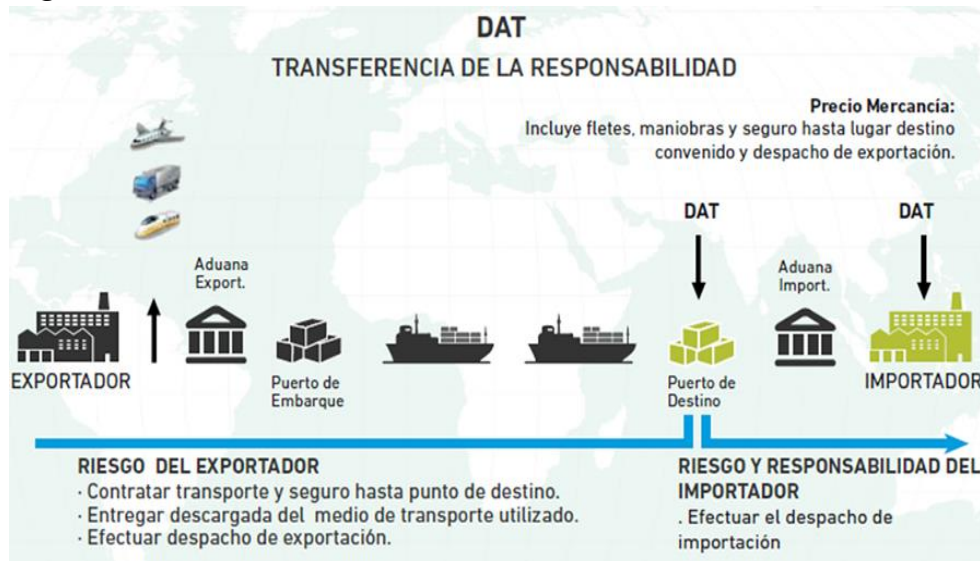 DAT
TRANSFERENCIA DE LA RESPONSABILIDAD
Precio Mercancía:
Incluye fletes, maniobras y seguro hasta lugar destino
convenido y despacho de exportación.
DAT
DAT
Aduana
Export.
Aduana
Import.
EXPORTADOR
Puerto de
Embarque
Puerto de
Destino
IMPORTADOR
RIESGO DEL EXPORTADOR
· Contratar transporte y seguro hasta punto de destino.
· Entregar descargada del medio de transporte utilizado.
· Efectuar despacho de exportación.
RIESGO Y RESPONSABILIDAD DEL
IMPORTADOR
. Efectuar el despacho de
importación